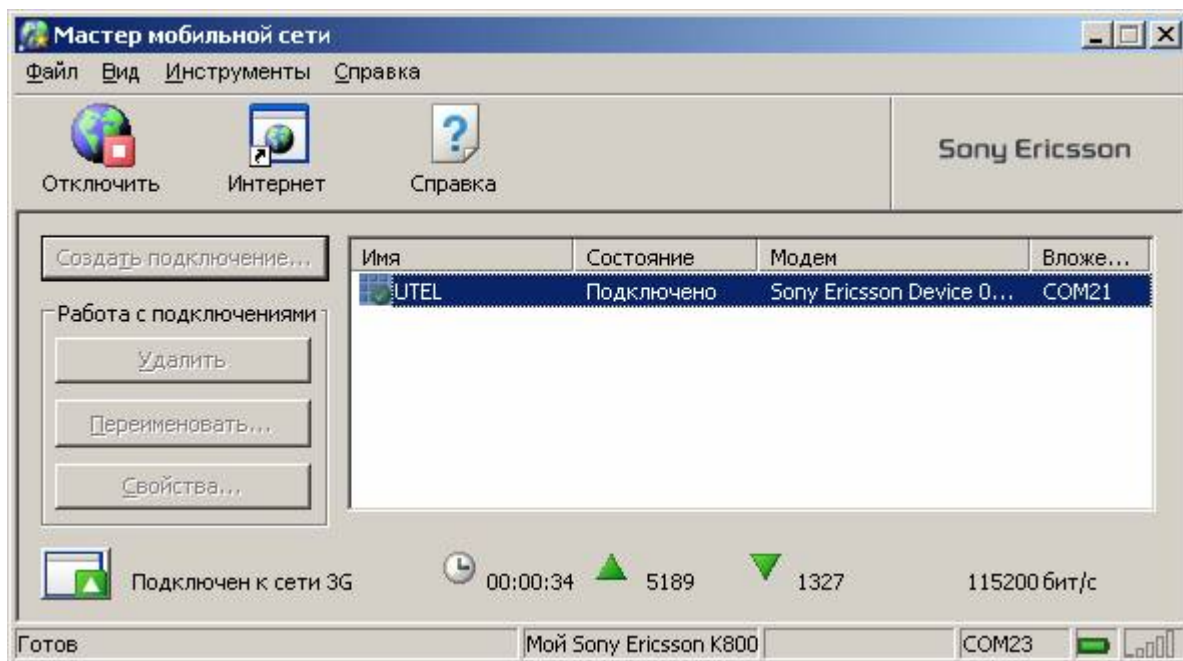 Мастер мобильной сети
Файл Вид Инструменты Справка
Отключить Интернет Справка
Sony Ericsson
Создать подключение...
Работа с подключениями
Удалить
Переименовать...
Свойства...
Имя Состояние Модем Вложе...
UTEL Подключено Sony Ericsson Device 0... COM21
Подключен к сети 3G 00:00:34 5189 1327 115200 бит/с
Готов Мой Sony Ericsson K800 COM23